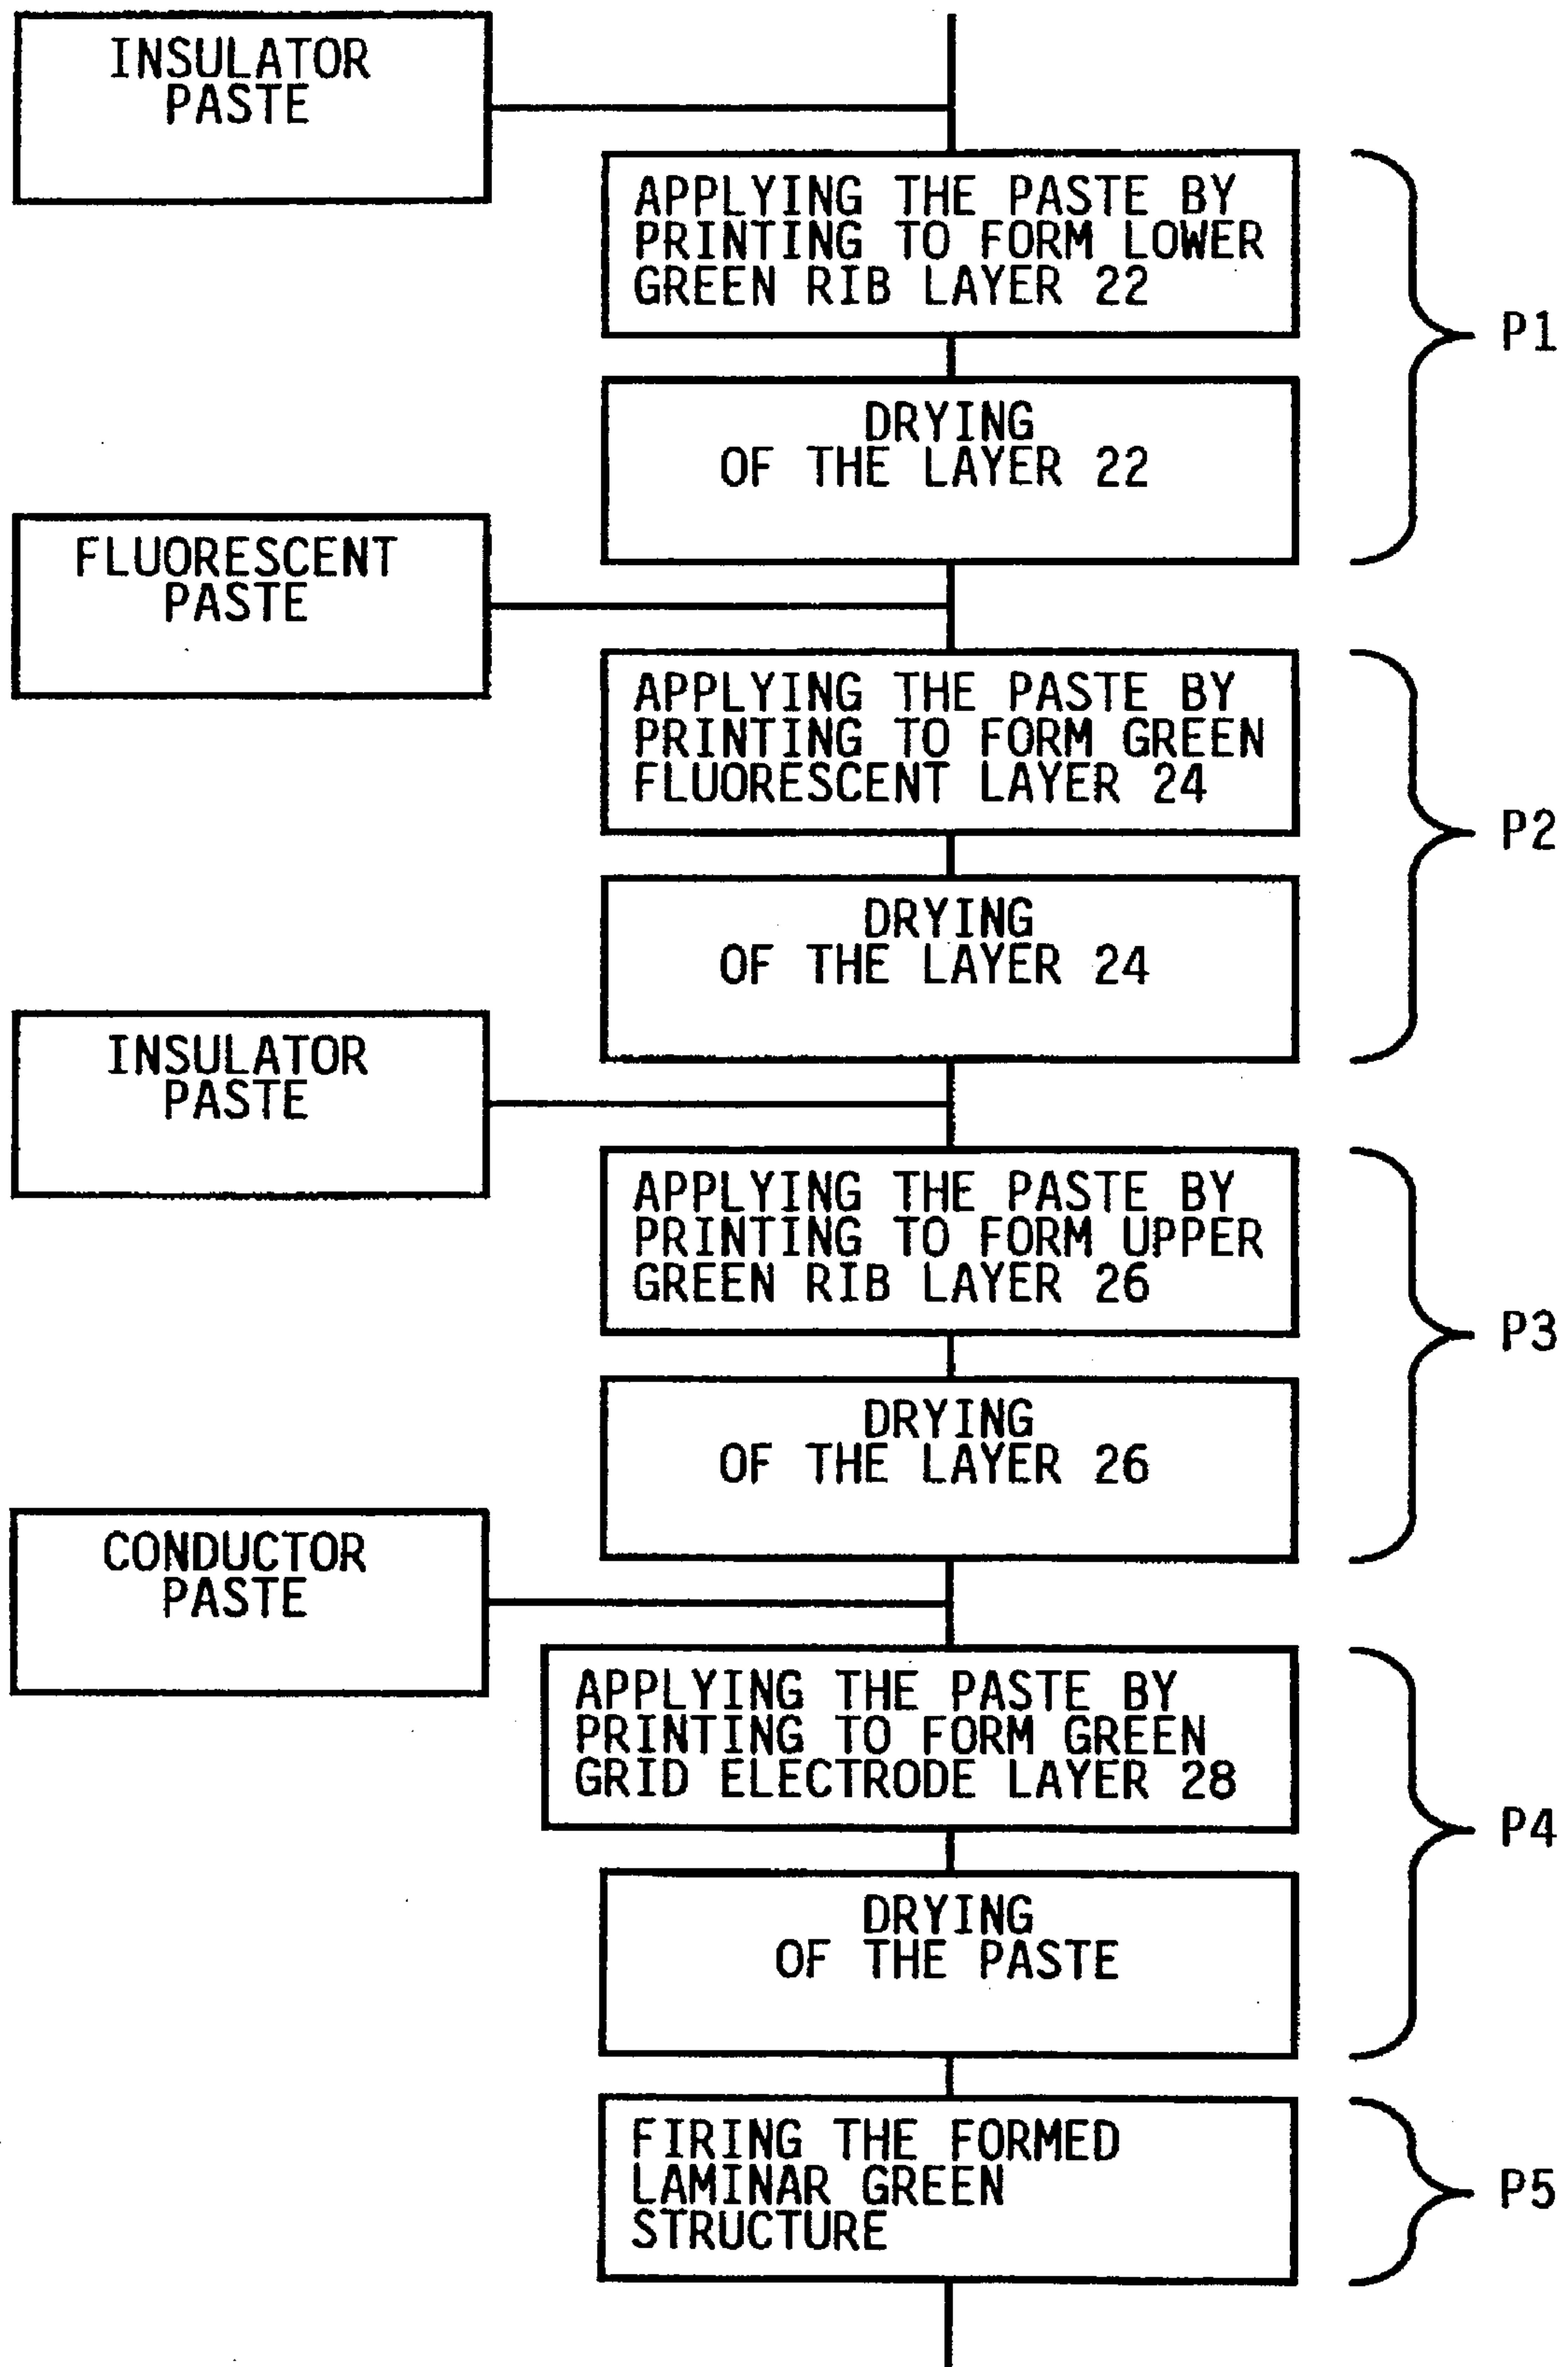 INSULATOR
PASTE
APPLYING THE PASTE BY
PRINTING TO FORM LOWER
GREEN RIB LAYER 22
DRYING
OF THE LAYER 22
P1
FLUORESCENT
PASTE
APPLYING THE PASTE BY
PRINTING TO FORM GREEN
FLUORESCENT LAYER 24
DRYING
OF THE LAYER 24
P2
INSULATOR
PASTE
APPLYING THE PASTE BY
PRINTING TO FORM UPPER
GREEN RIB LAYER 26
DRYING
OF THE LAYER 26
P3
CONDUCTOR
PASTE
APPLYING THE PASTE BY
PRINTING TO FORM GREEN
GRID ELECTRODE LAYER 28
DRYING
OF THE PASTE
P4
FIRING THE FORMED
LAMINAR GREEN
STRUCTURE
P5